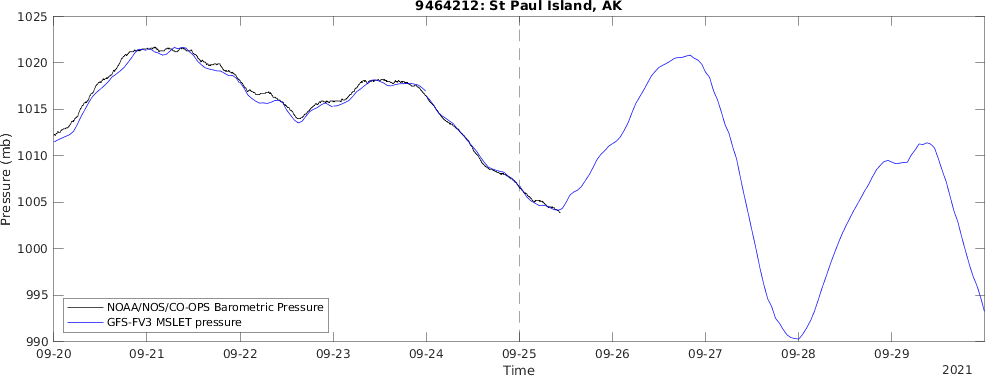 9464212: St Paul Island, AK
1025
1020
1015
1010
1005
1000
995
990
Pressure (mb)
NOAA/NOS/CO-OPS Barometric Pressure
GFS-FV3 MSLET pressure
09-20 09-21 09-22 09-23 09-24 09-25 09-26 09-27 09-28 09-29
Time
2021